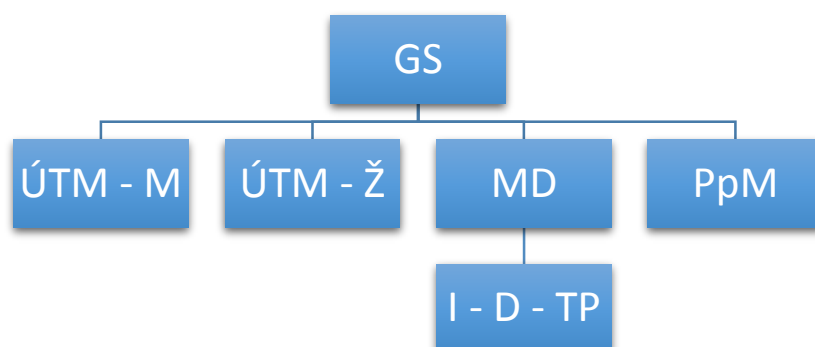 GS
ÚTM - M
ÚTM - Ž
MD
PpM
I - D - TP